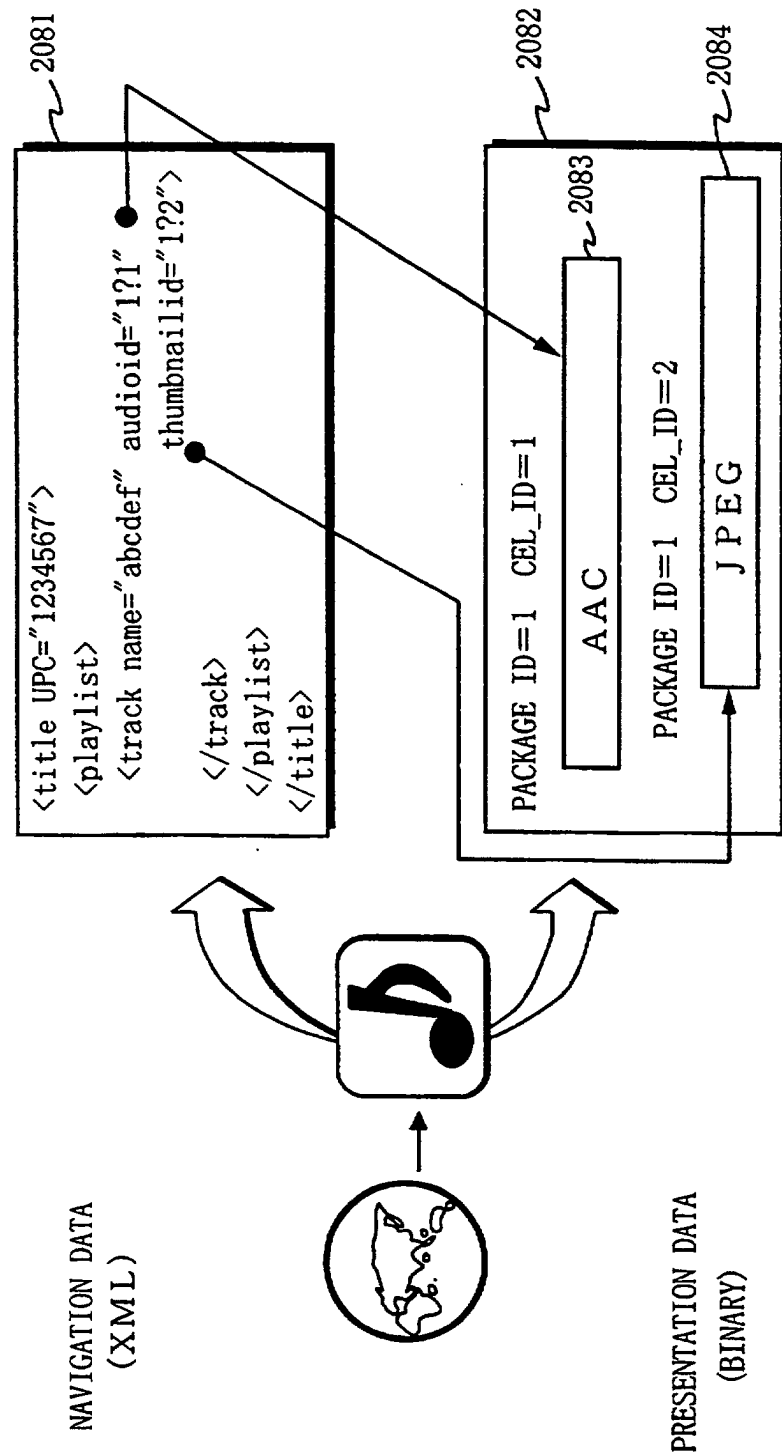 NAVIGATION DATA
(XML)
2081
<title UPC="1234567">
<playlist>
<track name="abcdef" audioid="1?1"
thumbnailid="1?2">
</track>
</playlist>
</title>
PRESENTATION DATA
(BINARY)
2082
PACKAGE ID=1 CEL_ID=1
2083
AAC
PACKAGE ID=1 CEL_ID=2
2084
JPEG